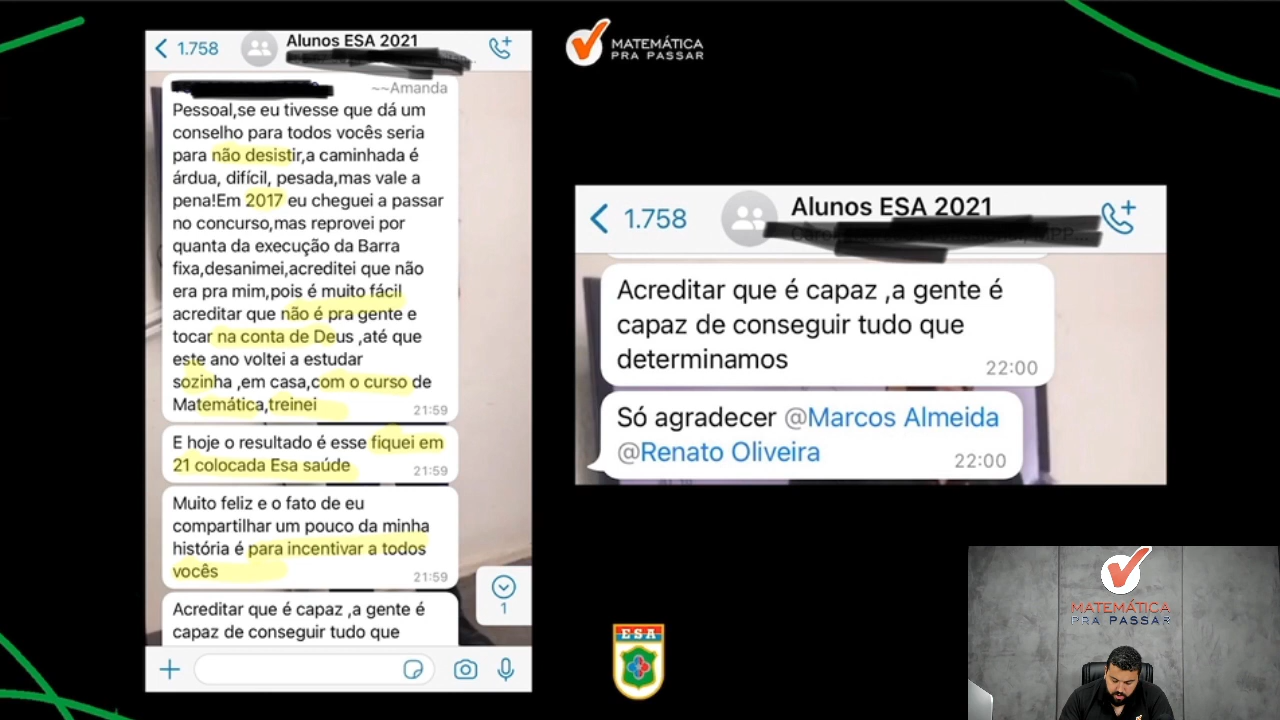 1.758
Alunos ESA 2021
~~Amanda
Pessoal,se eu tivesse que dá um
conselho para todos vocês seria
para não desistir,a caminhada é
árdua, difícil, pesada,mas vale a
pena!Em 2017 eu cheguei a passar
no concurso,mas reprovei por
quanta da execução da Barra
fixa,desanimei,acreditei que não
era pra mim,pois é muito fácil
acreditar que não é pra gente e
tocar na conta de Deus ,até que
este ano voltei a estudar
sozinha ,em casa,com o curso de
Matemática,treinei
21:59
E hoje o resultado é esse fiquei em
21 colocada Esa saúde
21:59
Muito feliz e o fato de eu
compartilhar um pouco da minha
história é para incentivar a todos
vocês
21:59
Acreditar que é capaz ,a gente é
capaz de conseguir tudo que
1
MATEMÁTICA
PRA PASSAR
1.758
Alunos ESA 2021
Acreditar que é capaz ,a gente é
capaz de conseguir tudo que
determinamos
22:00
Só agradecer @Marcos Almeida
@Renato Oliveira
22:00
ESA
MATEMÁTICA
PRA PASSAR